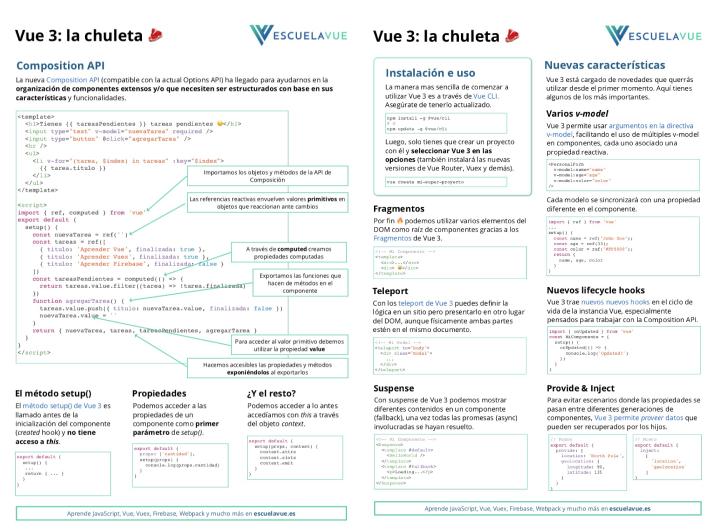 Vue 3: la chuleta
ESCUELAVUE
Composition API
La nueva Composition API (compatible con la actual Options API) ha llegado para ayudarnos en la
organización de componentes extensos y/o que necesiten ser estructurados con base en sus
características y funcionalidades.
<template>
<h1>Tienes {{ tareasPendientes }} tareas pendientes 😄</h1>
<input type="text" v-model="nuevaTarea" required />
<input type="button" @click="agregarTarea" />
<hr />
<ul>
<li v-for="(tarea, $index) in tareas" :key="$index">
{{ tarea.titulo }}
</li>
</ul>
</template>
<script>
import { ref, computed } from 'vue'
export default {
setup() {
const nuevaTarea = ref('')
const tareas = ref([
{ titulo: 'Aprender Vue', finalizada: true },
{ titulo: 'Aprender Vuex', finalizada: true },
{ titulo: 'Aprender Firebase', finalizada: false }
])
const tareasPendientes = computed(() => {
return tareas.value.filter((tarea) => !tarea.finalizada
})
function agregarTarea() {
tareas.value.push({ titulo: nuevaTarea.value, finalizada: false })
nuevaTarea.value = ''
}
return { nuevaTarea, tareas, tareasPendientes, agregarTarea }
}
}
</script>
Importamos los objetos y métodos de la API de
Composición
Las referencias reactivas envuelven valores primitivos en
objetos que reaccionan ante cambios
A través de computed creamos
propiedades computadas
Exportamos las funciones que
hacen de métodos en el
componente
Para acceder al valor primitivo debemos
utilizar la propiedad value
Hacemos accesibles las propiedades y métodos
exponiéndolos al exportarlos
El método setup()
El método setup() de Vue 3 es
llamado antes de la
inicialización del componente
(created hook) y no tiene
acceso a this.
export default {
setup() {
...
return { ... }
}
}
Propiedades
Podemos acceder a las
propiedades de un
componente como primer
parámetro de setup().
export default {
props: ['cantidad'],
setup(props) {
console.log(props.cantidad)
}
}
¿Y el resto?
Podemos acceder a lo antes
accedíamos con this a través
del objeto context.
export default {
setup(props, context) {
context.attrs
context.slots
context.emit
}
}
Aprende JavaScript, Vue, Vuex, Firebase, Webpack y mucho más en escuelavue.es
Vue 3: la chuleta
ESCUELAVUE
Instalación e uso
La manera mas sencilla de comenzar a
utilizar Vue 3 es a través de Vue CLI.
Asegúrate de tenerlo actualizado.
npm install -g @vue/cli
# o
npm update -g @vue/cli
Luego, solo tienes que crear un proyecto
con él y seleccionar Vue 3 en las
opciones (también instalará las nuevas
versiones de Vue Router, Vuex y demás).
vue create mi-super-proyecto
Fragmentos
Por fin 🔥 podemos utilizar varios elementos del
DOM como raíz de componentes gracias a los
Fragmentos de Vue 3.
<!-- Mi Componente -->
<template>
</template>
Teleport
Con los teleport de Vue 3 puedes definir la
lógica en un sitio pero presentarlo en otro lugar
del DOM, aunque físicamente ambas partes
estén en el mismo documento.
<!-- Mi Modal -->
<teleport to="body">
<div class="modal">
...
</div>
</teleport>
Suspense
Con suspense de Vue 3 podemos mostrar
diferentes contenidos en un componente
(fallback), una vez todas las promesas (async)
involucradas se hayan resuelto.
<!-- Mi Componente -->
<Suspense>
<template #default>
<HelloWorld />
</template>
<template #fallback>
<p>Loading...</p>
</template>
</Suspense>
Nuevas características
Vue 3 está cargado de novedades que querrás
utilizar desde el primer momento. Aquí tienes
algunos de los más importantes.
Varios v-model
Vue 3 permite usar argumentos en la directiva
v-model, facilitando el uso de múltiples v-model
en componentes, cada uno asociado una
propiedad reactiva.
<PersonaForm
v-model:name="name"
v-model:age="age"
v-model:color="color"
/>
Cada modelo se sincronizará con una propiedad
diferente en el componente.
import { ref } from 'vue'
...
setup() {
const name = ref('John Doe');
const age = ref(33);
return {
name, age, color
}
}
Nuevos lifecycle hooks
Vue 3 trae nuevos nuevos hooks en el ciclo de
vida de la instancia Vue, especialmente
pensados para trabajar con la Composition API.
import { onUpdated } from 'vue'
const MiComponente = {
setup() {
onUpdated(() => {
console.log('Updated!');
})
}
}
Provide & Inject
Para evitar escenarios donde las propiedades se
pasan entre diferentes generaciones de
componentes, Vue 3 permite proveer datos que
pueden ser recuperados por los hijos.
export default {
provide: {
location: 'North Pole',
geolocation: {
longitude: 90,
latitude: 135
}
}
}
export default {
inject: [
'location',
'geolocation'
]
}
Aprende JavaScript, Vue, Vuex, Firebase, Webpack y mucho más en escuelavue.es